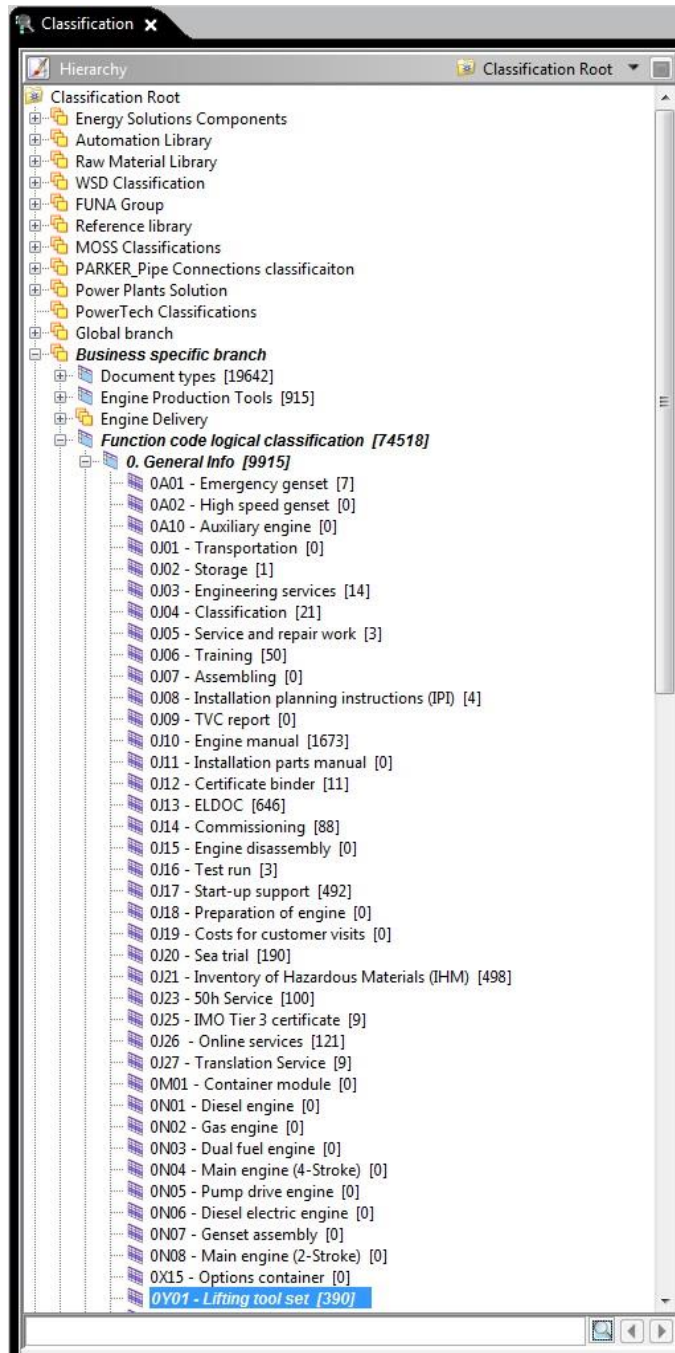 Classification
Hierarchy Classification Root
Classification Root
Energy Solutions Components
Automation Library
Raw Material Library
WSD Classification
FUNA Group
Reference library
MOSS Classifications
PARKER_Pipe Connections classificaiton
Power Plants Solution
PowerTech Classifications
Global branch
Business specific branch
Document types [19642]
Engine Production Tools [915]
Engine Delivery
Function code logical classification [74518]
0. General Info [9915]
0A01 - Emergency genset [7]
0A02 - High speed genset [0]
0A10 - Auxiliary engine [0]
0J01 - Transportation [0]
0J02 - Storage [1]
0J03 - Engineering services [14]
0J04 - Classification [21]
0J05 - Service and repair work [3]
0J06 - Training [50]
0J07 - Assembling [0]
0J08 - Installation planning instructions (IPI) [4]
0J09 - TVC report [0]
0J10 - Engine manual [1673]
0J11 - Installation parts manual [0]
0J12 - Certificate binder [11]
0J13 - ELDOC [646]
0J14 - Commissioning [88]
0J15 - Engine disassembly [0]
0J16 - Test run [3]
0J17 - Start-up support [492]
0J18 - Preparation of engine [0]
0J19 - Costs for customer visits [0]
0J20 - Sea trial [190]
0J21 - Inventory of Hazardous Materials (IHM) [498]
0J23 - 50h Service [100]
0J25 - IMO Tier 3 certificate [9]
0J26 - Online services [121]
0J27 - Translation Service [9]
0M01 - Container module [0]
0N01 - Diesel engine [0]
0N02 - Gas engine [0]
0N03 - Dual fuel engine [0]
0N04 - Main engine (4-Stroke) [0]
0N05 - Pump drive engine [0]
0N06 - Diesel electric engine [0]
0N07 - Genset assembly [0]
0N08 - Main engine (2-Stroke) [0]
0X15 - Options container [0]
0Y01 - Lifting tool set [390]